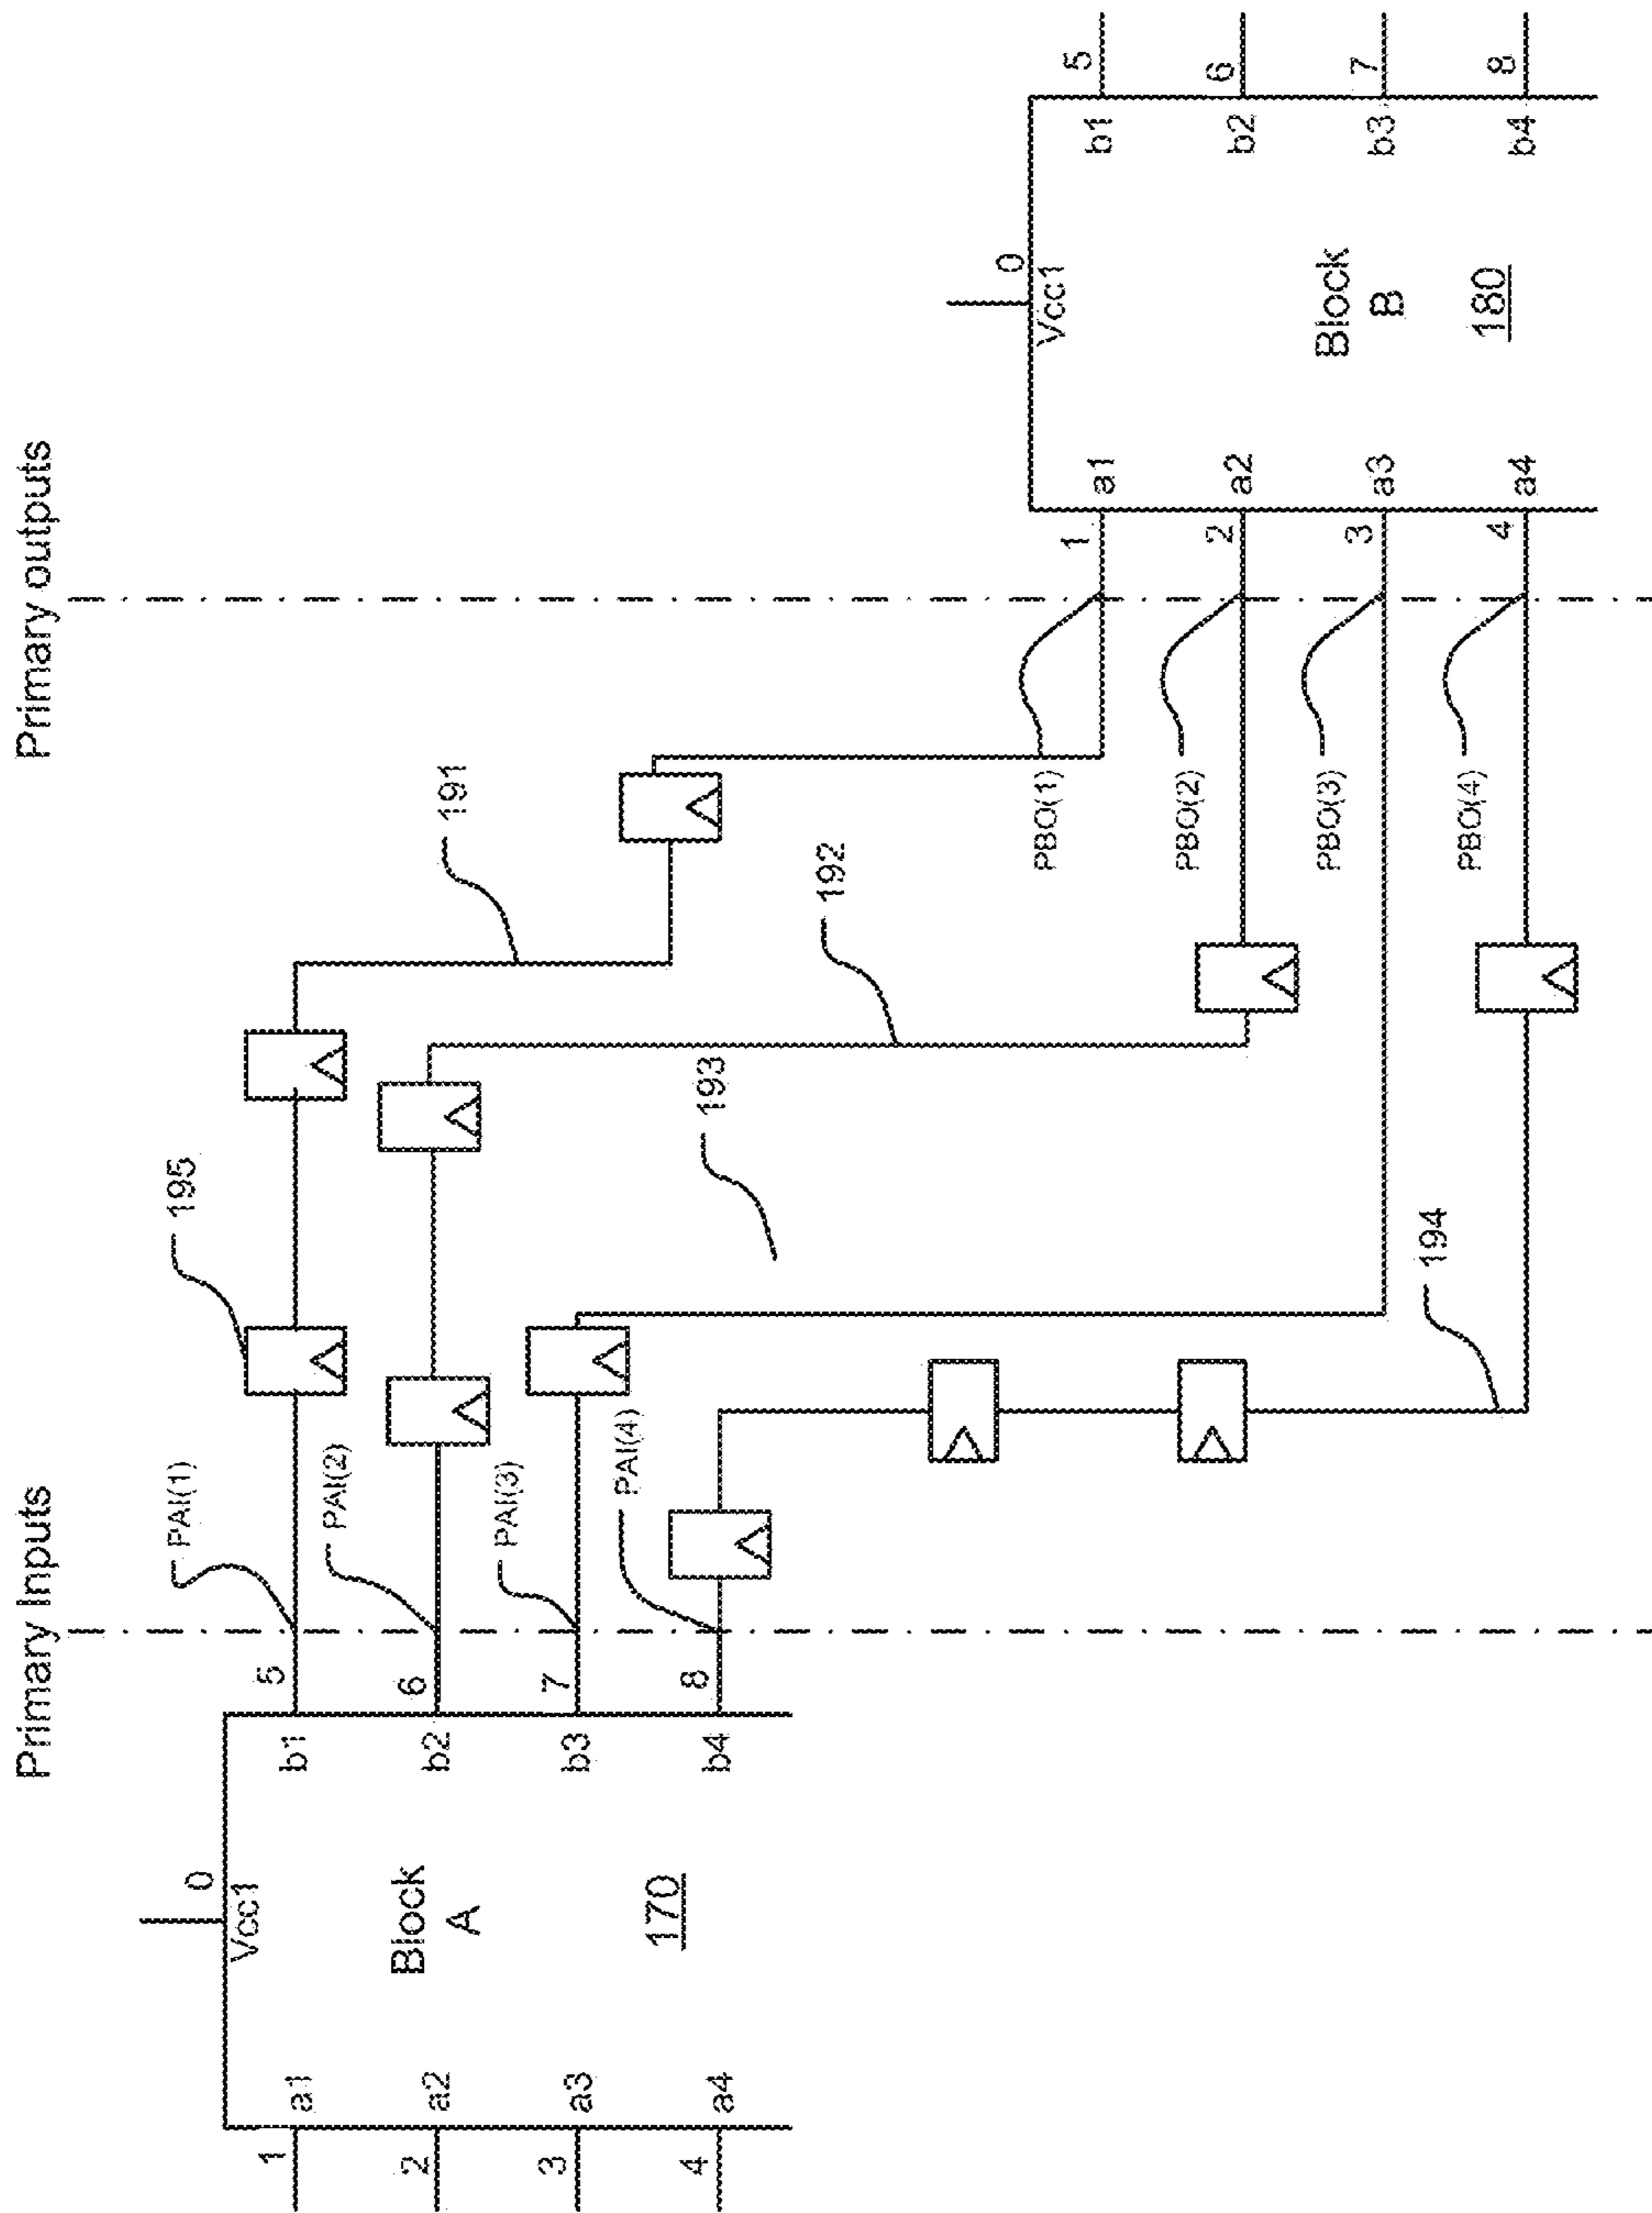 Primary Inputs
Primary outputs
0
Vcc1
1
a1
2
a2
3
a3
4
a4
Block
A
170
b1
5
b2
6
b3
7
b4
8
PAI(1)
PAI(2)
PAI(3)
PAI(4)
195
191
192
193
194
PBO(1)
PBO(2)
PBO(3)
PBO(4)
0
Vcc1
1
a1
2
a2
3
a3
4
a4
Block
B
180
b1
5
b2
6
b3
7
b4
8